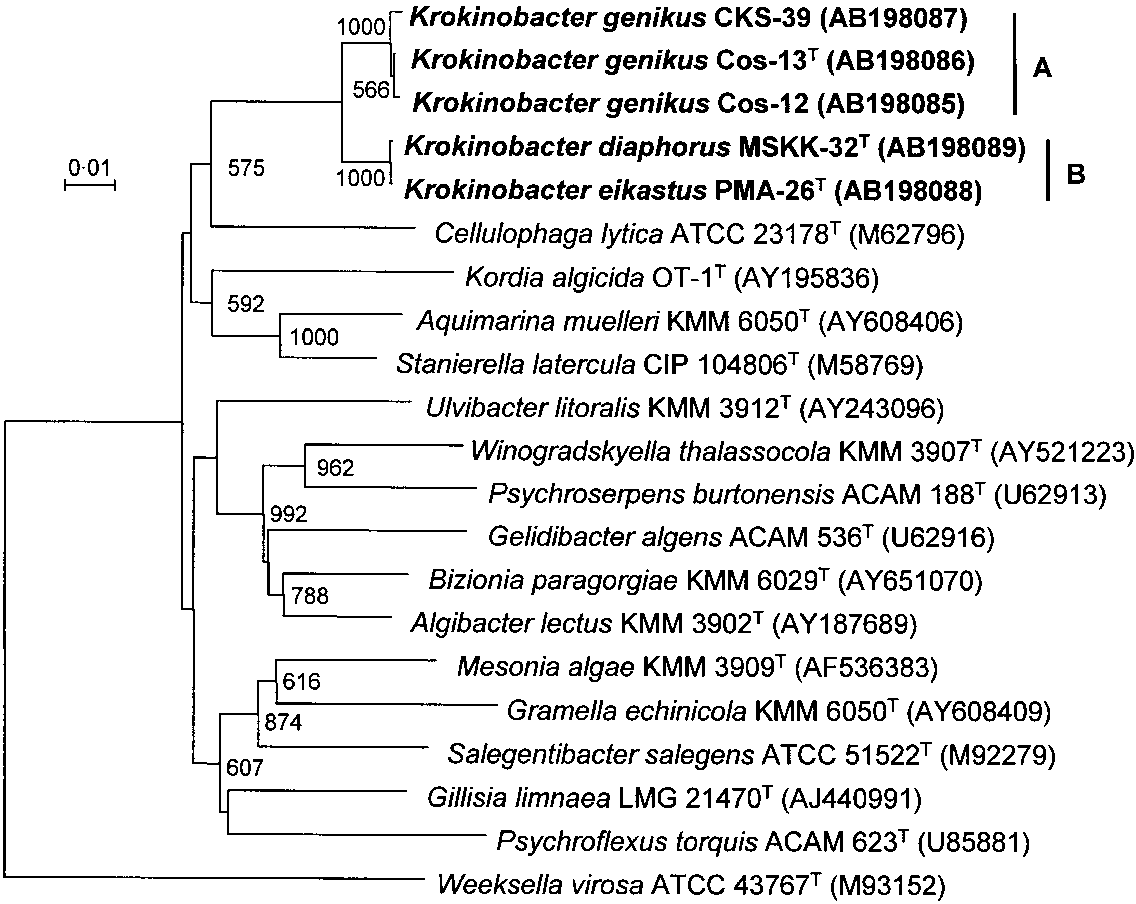 1000 Krokinobacter genikus CKS-39 (AB198087)
Krokinobacter genikus Cos-13ᵀ (AB198086)
A
566 Krokinobacter genikus Cos-12 (AB198085)
Krokinobacter diaphorus MSKK-32ᵀ (AB198089)
0·01
575
1000 Krokinobacter eikastus PMA-26ᵀ (AB198088)
B
Cellulophaga lytica ATCC 23178ᵀ (M62796)
Kordia algicida OT-1ᵀ (AY195836)
592
Aquimarina muelleri KMM 6050ᵀ (AY608406)
1000
Stanierella latercula CIP 104806ᵀ (M58769)
Ulvibacter litoralis KMM 3912ᵀ (AY243096)
Winogradskyella thalassocola KMM 3907ᵀ (AY521223)
962
Psychroserpens burtonensis ACAM 188ᵀ (U62913)
992
Gelidibacter algens ACAM 536ᵀ (U62916)
Bizionia paragorgiae KMM 6029ᵀ (AY651070)
788
Algibacter lectus KMM 3902ᵀ (AY187689)
Mesonia algae KMM 3909ᵀ (AF536383)
616
Gramella echinicola KMM 6050ᵀ (AY608409)
874
Salegentibacter salegens ATCC 51522ᵀ (M92279)
607
Gillisia limnaea LMG 21470ᵀ (AJ440991)
Psychroflexus torquis ACAM 623ᵀ (U85881)
Weeksella virosa ATCC 43767ᵀ (M93152)